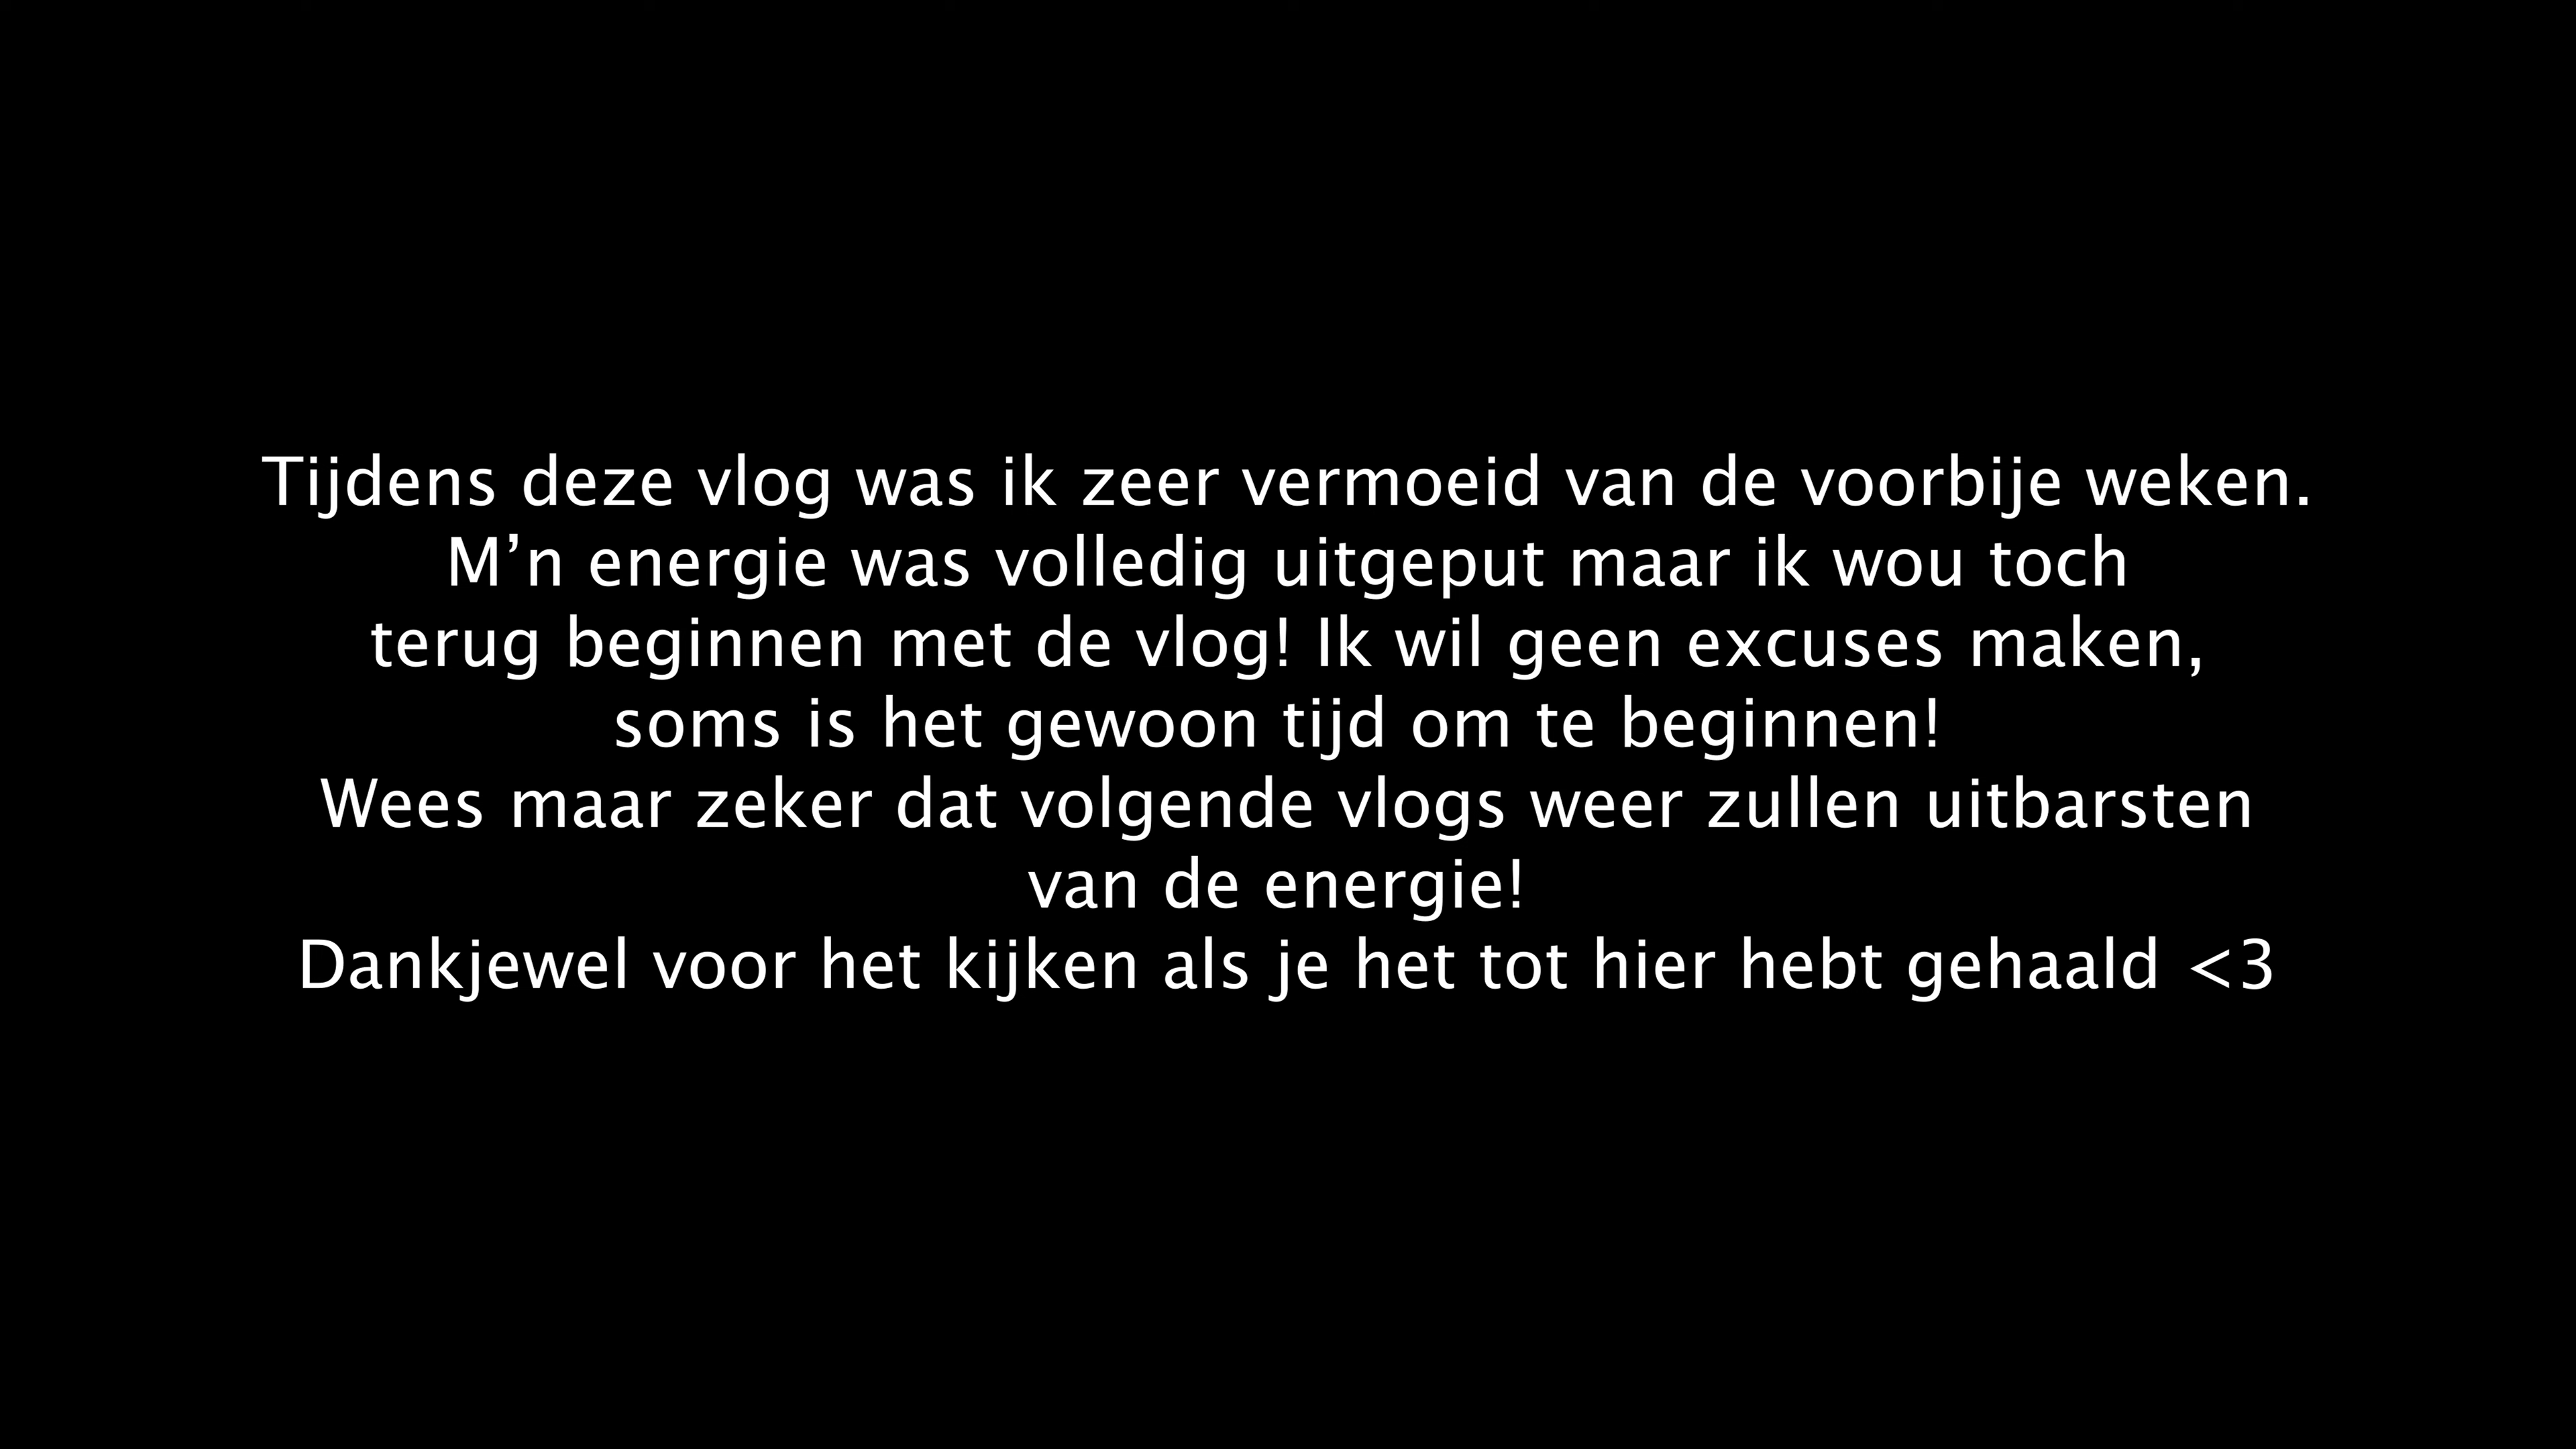 Tijdens deze vlog was ik zeer vermoeid van de voorbije weken.
M’n energie was volledig uitgeput maar ik wou toch
terug beginnen met de vlog! Ik wil geen excuses maken,
soms is het gewoon tijd om te beginnen!
Wees maar zeker dat volgende vlogs weer zullen uitbarsten
van de energie!
Dankjewel voor het kijken als je het tot hier hebt gehaald <3